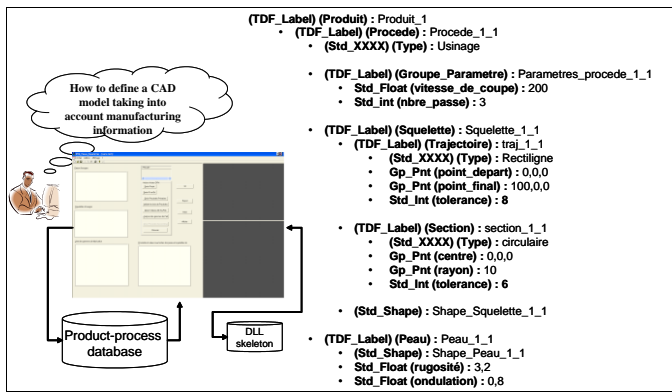 (TDF_Label) (Produit) : Produit_1
• (TDF_Label) (Procede) : Procede_1_1
• (Std_XXXX) (Type) : Usinage
• (TDF_Label) (Groupe_Parametre) : Parametres_procede_1_1
• Std_Float (vitesse_de_coupe) : 200
• Std_int (nbre_passe) : 3
• (TDF_Label) (Squelette) : Squelette_1_1
• (TDF_Label) (Trajectoire) : traj_1_1
• (Std_XXXX) (Type) : Rectiligne
• Gp_Pnt (point_depart) : 0,0,0
• Gp_Pnt (point_final) : 100,0,0
• Std_Int (tolerance) : 8
• (TDF_Label) (Section) : section_1_1
• (Std_XXXX) (Type) : circulaire
• Gp_Pnt (centre) : 0,0,0
• Gp_Pnt (rayon) : 10
• Std_Int (tolerance) : 6
• (Std_Shape) : Shape_Squelette_1_1
• (TDF_Label) (Peau) : Peau_1_1
• (Std_Shape) : Shape_Peau_1_1
• Std_Float (rugosité) : 3,2
• Std_Float (ondulation) : 0,8
How to define a CAD
model taking into
account manufacturing
information
Product-process
database
DLL
skeleton